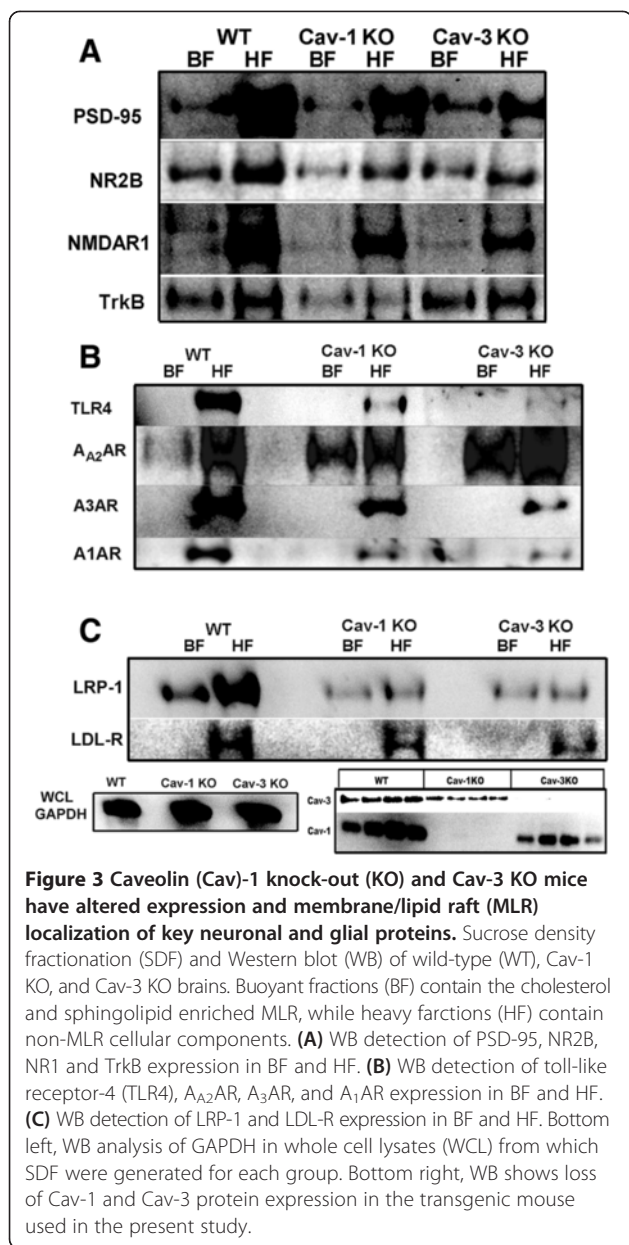 A
WT Cav-1 KO Cav-3 KO
BF HF BF HF BF HF
PSD-95
NR2B
NMDAR1
TrkB
B
WT Cav-1 KO Cav-3 KO
BF HF BF HF BF HF
TLR4
A_A2AR
A3AR
A1AR
C
WT Cav-1 KO Cav-3 KO
BF HF BF HF BF HF
LRP-1
LDL-R
WT Cav-1 KO Cav-3 KO
WCL
GAPDH
WT Cav-1KO Cav-3KO
Cav-3
Cav-1
Figure 3 Caveolin (Cav)-1 knock-out (KO) and Cav-3 KO mice
have altered expression and membrane/lipid raft (MLR)
localization of key neuronal and glial proteins. Sucrose density
fractionation (SDF) and Western blot (WB) of wild-type (WT), Cav-1
KO, and Cav-3 KO brains. Buoyant fractions (BF) contain the cholesterol
and sphingolipid enriched MLR, while heavy farctions (HF) contain
non-MLR cellular components. (A) WB detection of PSD-95, NR2B,
NR1 and TrkB expression in BF and HF. (B) WB detection of toll-like
receptor-4 (TLR4), A_A2AR, A₃AR, and A₁AR expression in BF and HF.
(C) WB detection of LRP-1 and LDL-R expression in BF and HF. Bottom
left, WB analysis of GAPDH in whole cell lysates (WCL) from which
SDF were generated for each group. Bottom right, WB shows loss
of Cav-1 and Cav-3 protein expression in the transgenic mouse
used in the present study.